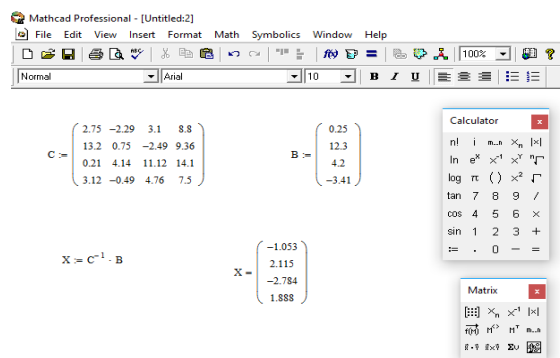 Mathcad Professional - [Untitled:2]
File Edit View Insert Format Math Symbolics Window Help
100%
Normal Arial 10 B I U
C := ( 2.75 −2.29 3.1 8.8
13.2 0.75 −2.49 9.36
0.21 4.14 11.12 14.1
3.12 −0.49 4.76 7.5 )
B := ( 0.25
12.3
4.2
−3.41 )
X := C⁻¹ · B
X = ( −1.053
2.115
−2.784
1.888 )
Calculator x
n! i m..n ×n |×|
ln eˣ ×⁻¹ ×ʸ ⁿ√
log π ( ) ×² √
tan 7 8 9 /
cos 4 5 6 ×
sin 1 2 3 +
:= . 0 − =
Matrix x
[:::] ×n ×⁻¹ |×|
f(M) M<> Mᵀ m..n
Συ